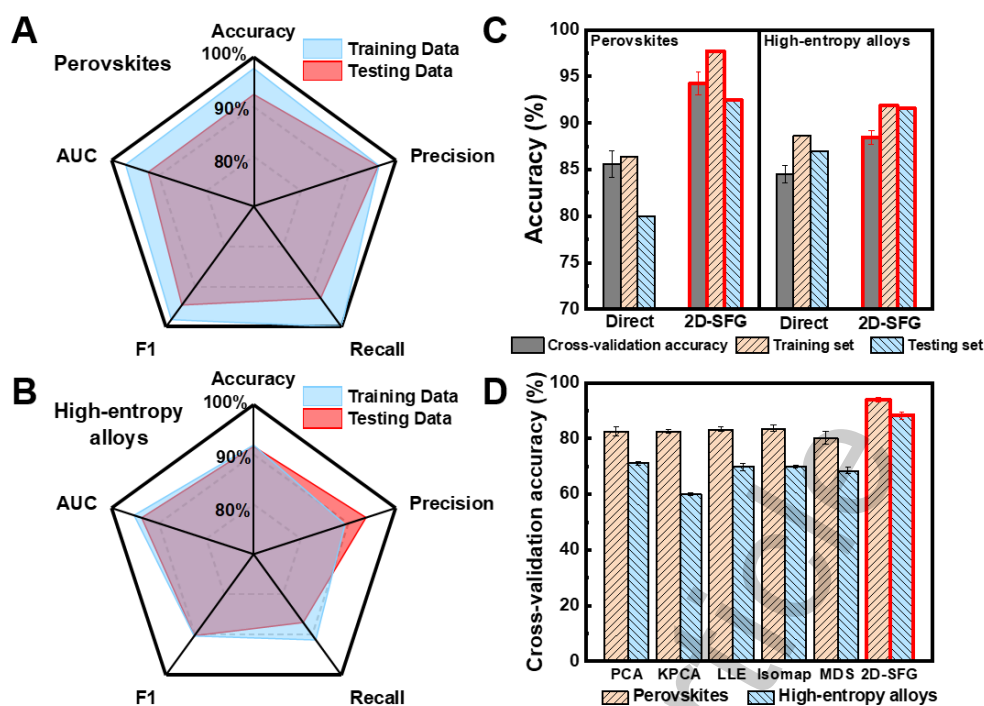 A
Perovskites
Accuracy
100%
90%
80%
Training Data
Testing Data
AUC
Precision
F1
Recall
B
High-entropy
alloys
Accuracy
100%
90%
80%
Training Data
Testing Data
AUC
Precision
F1
Recall
C
Accuracy (%)
100
95
90
85
80
75
70
Perovskites
High-entropy alloys
Direct 2D-SFG Direct 2D-SFG
Cross-validation accuracy Training set Testing set
D
Cross-validation accuracy (%)
100
80
60
40
20
0
PCA KPCA LLE Isomap MDS 2D-SFG
Perovskites High-entropy alloys